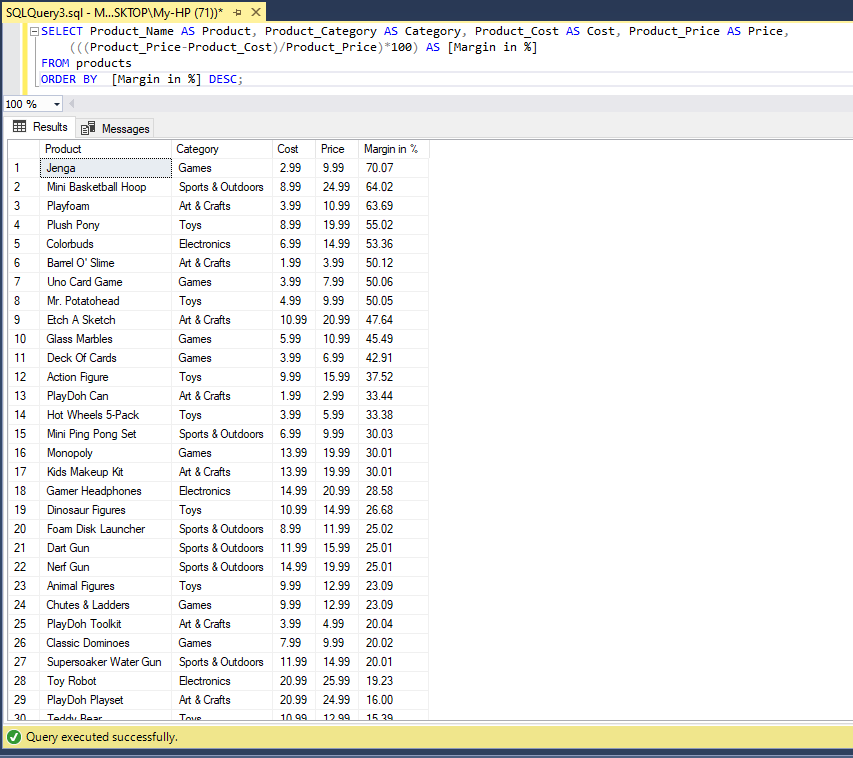 SQLQuery3.sql - M...SKTOP\My-HP (71))*
SELECT Product_Name AS Product, Product_Category AS Category, Product_Cost AS Cost, Product_Price AS Price,
(((Product_Price-Product_Cost)/Product_Price)*100) AS [Margin in %]
FROM products
ORDER BY [Margin in %] DESC;
100 %
Results Messages
Product Category Cost Price Margin in %
1 Jenga Games 2.99 9.99 70.07
2 Mini Basketball Hoop Sports & Outdoors 8.99 24.99 64.02
3 Playfoam Art & Crafts 3.99 10.99 63.69
4 Plush Pony Toys 8.99 19.99 55.02
5 Colorbuds Electronics 6.99 14.99 53.36
6 Barrel O' Slime Art & Crafts 1.99 3.99 50.12
7 Uno Card Game Games 3.99 7.99 50.06
8 Mr. Potatohead Toys 4.99 9.99 50.05
9 Etch A Sketch Art & Crafts 10.99 20.99 47.64
10 Glass Marbles Games 5.99 10.99 45.49
11 Deck Of Cards Games 3.99 6.99 42.91
12 Action Figure Toys 9.99 15.99 37.52
13 PlayDoh Can Art & Crafts 1.99 2.99 33.44
14 Hot Wheels 5-Pack Toys 3.99 5.99 33.38
15 Mini Ping Pong Set Sports & Outdoors 6.99 9.99 30.03
16 Monopoly Games 13.99 19.99 30.01
17 Kids Makeup Kit Art & Crafts 13.99 19.99 30.01
18 Gamer Headphones Electronics 14.99 20.99 28.58
19 Dinosaur Figures Toys 10.99 14.99 26.68
20 Foam Disk Launcher Sports & Outdoors 8.99 11.99 25.02
21 Dart Gun Sports & Outdoors 11.99 15.99 25.01
22 Nerf Gun Sports & Outdoors 14.99 19.99 25.01
23 Animal Figures Toys 9.99 12.99 23.09
24 Chutes & Ladders Games 9.99 12.99 23.09
25 PlayDoh Toolkit Art & Crafts 3.99 4.99 20.04
26 Classic Dominoes Games 7.99 9.99 20.02
27 Supersoaker Water Gun Sports & Outdoors 11.99 14.99 20.01
28 Toy Robot Electronics 20.99 25.99 19.23
29 PlayDoh Playset Art & Crafts 20.99 24.99 16.00
30 Teddy Bear Toys 10.99 12.99 15.39
Query executed successfully.